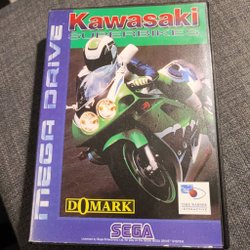 Kawasaki
SUPERBIKES
MEGA DRIVE
DOMARK
SEGA